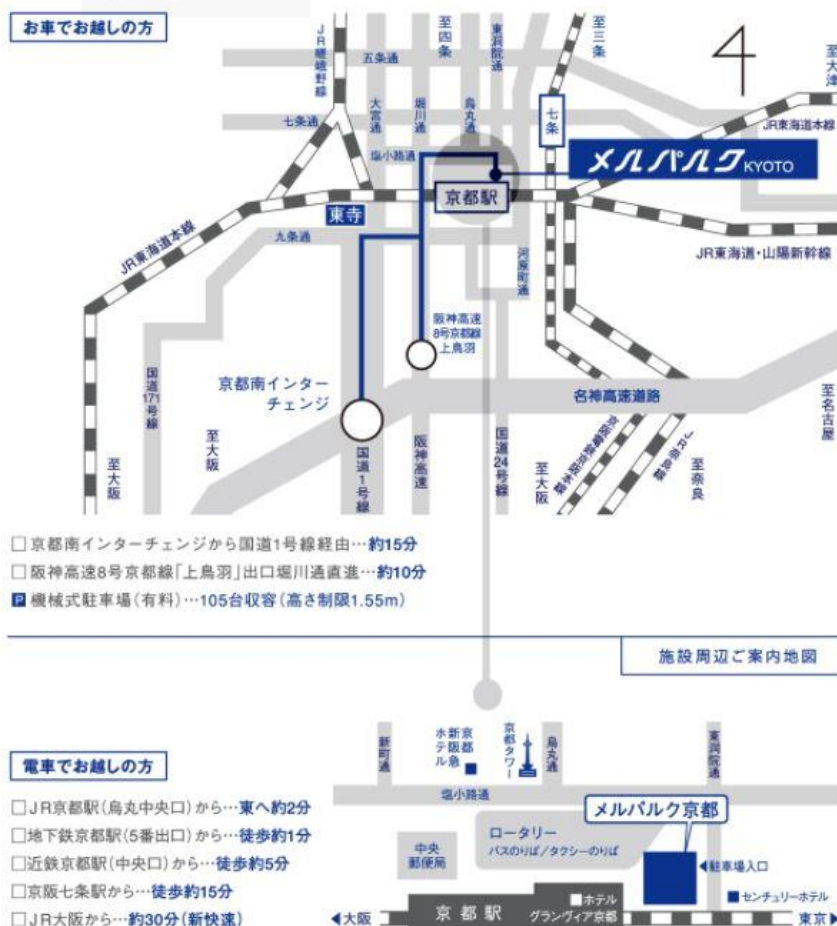 お車でお越しの方
JR嵯峨野線
至四条
東洞院通
至三条
至大津
五条通
大宮通
堀川通
烏丸通
七条通
七条
JR東海道本線
塩小路通
メルパルク KYOTO
京都駅
東寺
JR東海道本線
九条通
河原町通
JR東海道・山陽新幹線
阪神高速
8号京都線
上鳥羽
国道171号線
京都南インター
チェンジ
名神高速道路
至名古屋
至大阪
至大阪
国道1号線
阪神高速
国道24号線
至大阪
JR奈良線
至奈良
□京都南インターチェンジから国道1号線経由…約15分
□阪神高速8号京都線「上鳥羽」出口堀川通直進…約10分
P 機械式駐車場(有料)…105台収容(高さ制限1.55m)
施設周辺ご案内地図
電車でお越しの方
□JR京都駅(烏丸中央口)から…東へ約2分
□地下鉄京都駅(5番出口)から…徒歩約1分
□近鉄京都駅(中央口)から…徒歩約5分
□京阪七条駅から…徒歩約15分
□JR大阪から…約30分(新快速)
新町通
京都
新阪急
ホテル
京都タワー
烏丸通
東洞院通
塩小路通
メルパルク京都
中央
郵便局
ロータリー
バスのりば/タクシーのりば
◀駐車場入口
■センチュリーホテル
■ホテル
グランヴィア京都
◀大阪
京都駅
東京▶